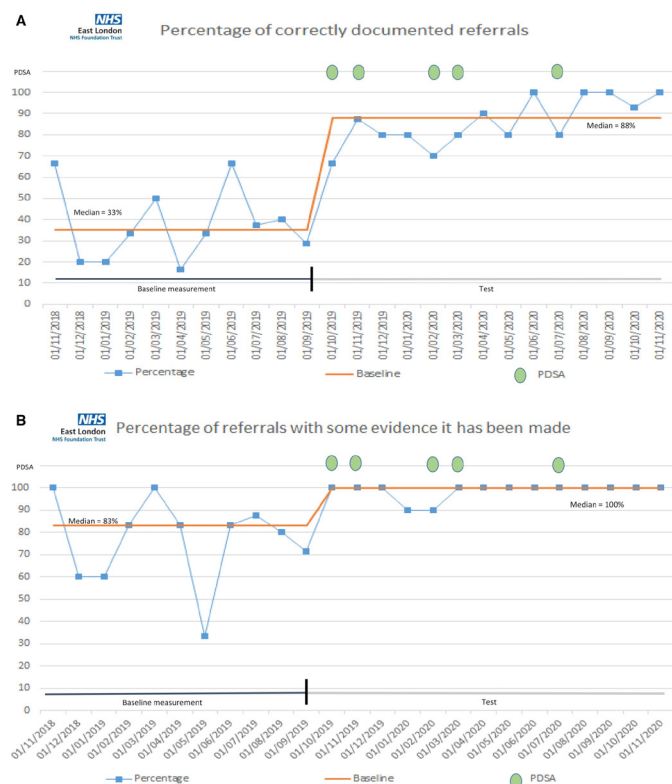 A
NHS
East London
NHS Foundation Trust
Percentage of correctly documented referrals
PDSA
100
90
80
70
60
50
40
30
20
10
0
Median = 33%
Median = 88%
Baseline measurement
Test
01/11/2018
01/12/2018
01/01/2019
01/02/2019
01/03/2019
01/04/2019
01/05/2019
01/06/2019
01/07/2019
01/08/2019
01/09/2019
01/10/2019
01/11/2019
01/12/2019
01/01/2020
01/02/2020
01/03/2020
01/04/2020
01/05/2020
01/06/2020
01/07/2020
01/08/2020
01/09/2020
01/10/2020
01/11/2020
Percentage
Baseline
PDSA
B
NHS
East London
NHS Foundation Trust
Percentage of referrals with some evidence it has been made
PDSA
100
90
80
70
60
50
40
30
20
10
0
Median = 83%
Median = 100%
Baseline measurement
Test
01/11/2018
01/12/2018
01/01/2019
01/02/2019
01/03/2019
01/04/2019
01/05/2019
01/06/2019
01/07/2019
01/08/2019
01/09/2019
01/10/2019
01/11/2019
01/12/2019
01/01/2020
01/02/2020
01/03/2020
01/04/2020
01/05/2020
01/06/2020
01/07/2020
01/08/2020
01/09/2020
01/10/2020
01/11/2020
Percentage
Baseline
PDSA